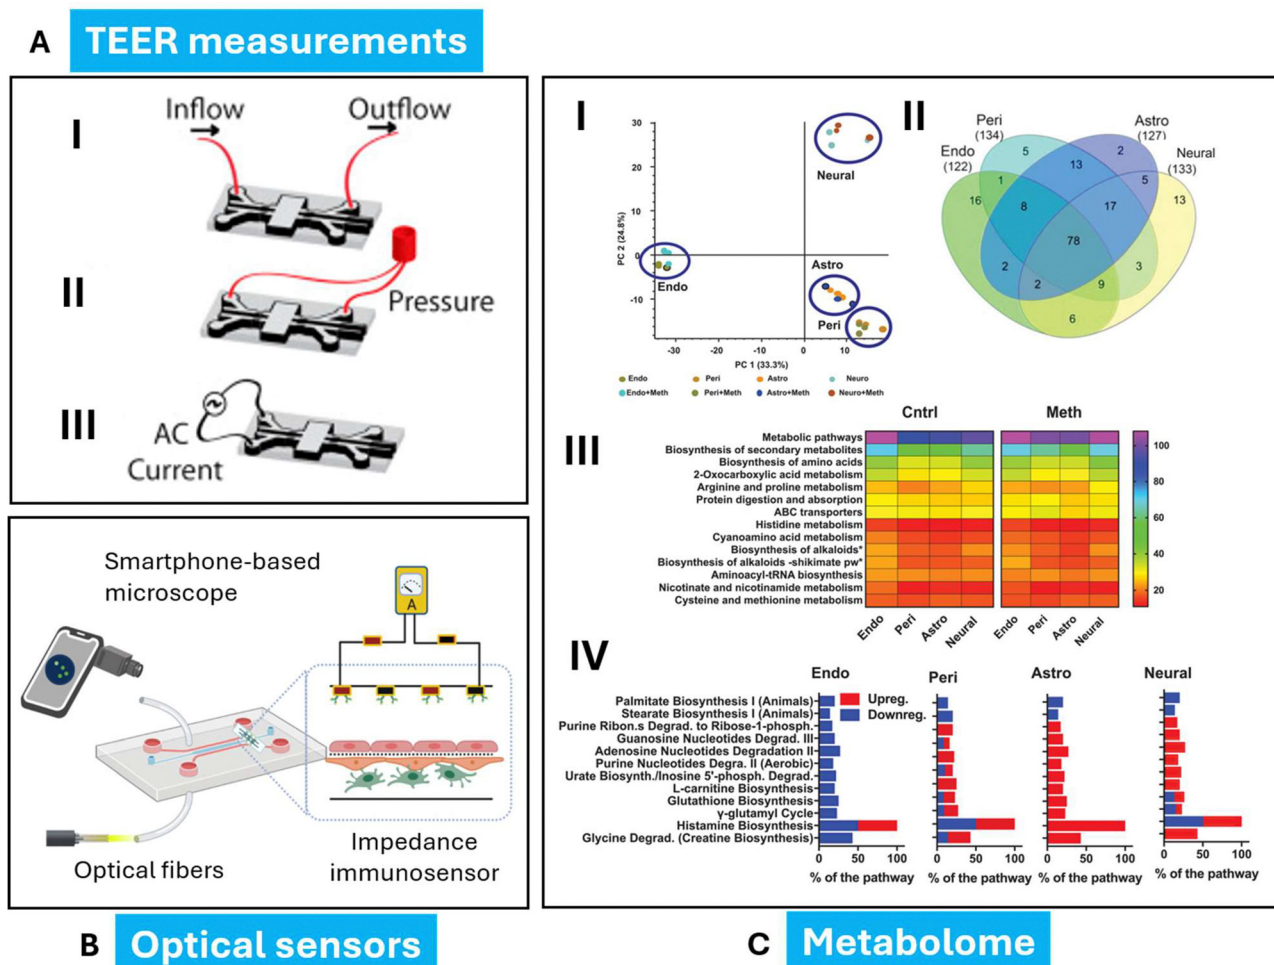 A TEER measurements
I
Inflow
Outflow
II
Pressure
III
AC
Current
Smartphone-based
microscope
A
Optical fibers
Impedance
immunosensor
B Optical sensors
I
30
20
10
0
-10
PC 2 (24.8%)
Neural
Endo
Astro
Peri
-30 -20 -10 0 10
PC 1 (33.3%)
Endo Peri Astro Neuro
Endo+Meth Peri+Meth Astro+Meth Neuro+Meth
II
Peri
(134)
Astro
(127)
Endo
(122)
Neural
(133)
5 2
13
1 5
16 8 17 13
78
2 3
2 9
6
III
Cntrl Meth
Metabolic pathways
Biosynthesis of secondary metabolites
Biosynthesis of amino acids
2-Oxocarboxylic acid metabolism
Arginine and proline metabolism
Protein digestion and absorption
ABC transporters
Histidine metabolism
Cyanoamino acid metabolism
Biosynthesis of alkaloids*
Biosynthesis of alkaloids -shikimate pw*
Aminoacyl-tRNA biosynthesis
Nicotinate and nicotinamide metabolism
Cysteine and methionine metabolism
Endo Peri Astro Neural Endo Peri Astro Neural
100
80
60
40
20
IV
Endo Peri Astro Neural
Upreg.
Downreg.
Palmitate Biosynthesis I (Animals)
Stearate Biosynthesis I (Animals)
Purine Ribon.s Degrad. to Ribose-1-phosph.
Guanosine Nucleotides Degrad. III
Adenosine Nucleotides Degradation II
Purine Nucleotides Degra. II (Aerobic)
Urate Biosynth./Inosine 5'-phosph. Degrad.
L-carnitine Biosynthesis
Glutathione Biosynthesis
γ-glutamyl Cycle
Histamine Biosynthesis
Glycine Degrad. (Creatine Biosynthesis)
0 50 100 0 50 100 0 50 100 0 50 100
% of the pathway % of the pathway % of the pathway % of the pathway
C Metabolome